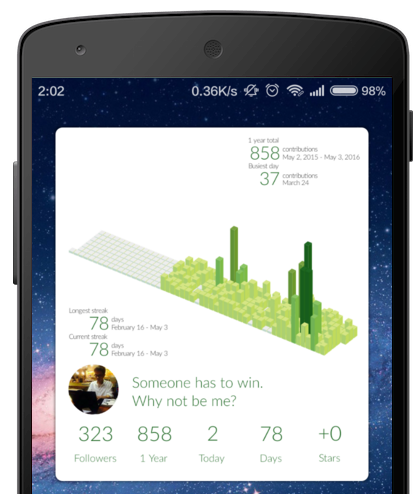 2:02 0.36K/s 98%
1 year total
858 contributions
May 2, 2015 - May 3, 2016
Busiest day
37 contributions
March 24
Longest streak
78 days
February 16 - May 3
Current streak
78 days
February 16 - May 3
Someone has to win.
Why not be me?
323 858 2 78 +0
Followers 1 Year Today Days Stars